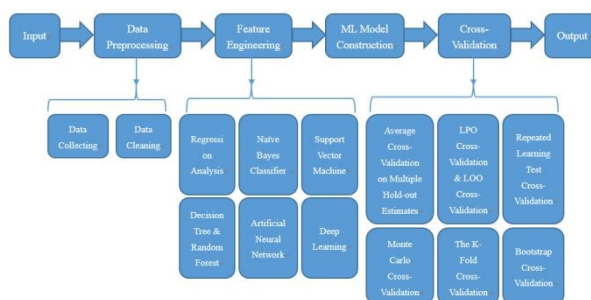 Input
Data
Preprocessing
Feature
Engineering
ML Model
Construction
Cross-
Validation
Output
Data
Collecting
Data
Cleaning
Regressi
on
Analysis
Naïve
Bayes
Classifier
Support
Vector
Machine
Average
Cross-
Validation
on
Multiple
Hold-out
Estimates
LPO
Cross-
Validation
& LOO
Cross-
Validation
Repeated
Learning
Test
Cross-
Validation
Decision
Tree &
Random
Forest
Artificial
Neural
Network
Deep
Learning
Monte
Carlo
Cross-
Validation
The K-
Fold
Cross-
Validation
Bootstrap
Cross-
Validation